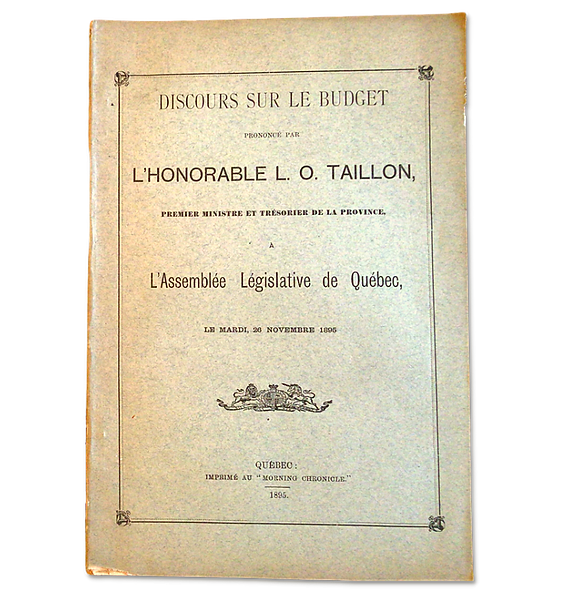 DISCOURS SUR LE BUDGET
PRONONCÉ PAR
L'HONORABLE L. O. TAILLON,
PREMIER MINISTRE ET TRÉSORIER DE LA PROVINCE,
À
L'Assemblée Législative de Québec,
LE MARDI, 26 NOVEMBRE 1895
QUÉBEC:
IMPRIMÉ AU "MORNING CHRONICLE."
1895.